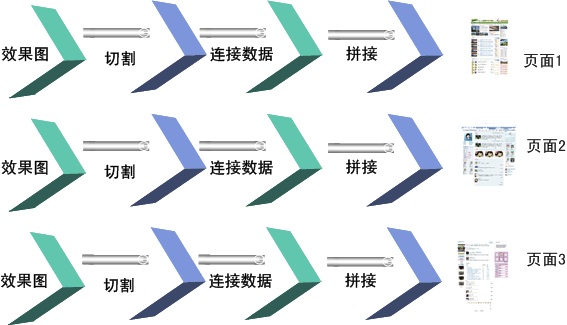 效果图 切割 连接数据 拼接 页面1
效果图 切割 连接数据 拼接 页面2
效果图 切割 连接数据 拼接 页面3